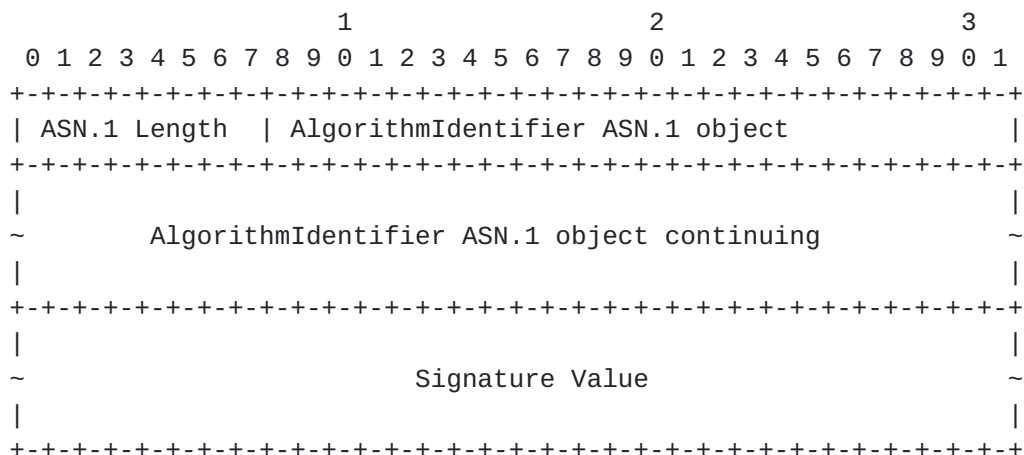 1                   2                   3
 0 1 2 3 4 5 6 7 8 9 0 1 2 3 4 5 6 7 8 9 0 1 2 3 4 5 6 7 8 9 0 1
+-+-+-+-+-+-+-+-+-+-+-+-+-+-+-+-+-+-+-+-+-+-+-+-+-+-+-+-+-+-+-+-+
| ASN.1 Length  | AlgorithmIdentifier ASN.1 object              |
+-+-+-+-+-+-+-+-+-+-+-+-+-+-+-+-+-+-+-+-+-+-+-+-+-+-+-+-+-+-+-+-+
|                                                               |
~        AlgorithmIdentifier ASN.1 object continuing            ~
|                                                               |
+-+-+-+-+-+-+-+-+-+-+-+-+-+-+-+-+-+-+-+-+-+-+-+-+-+-+-+-+-+-+-+-+
|                                                               |
~                         Signature Value                       ~
|                                                               |
+-+-+-+-+-+-+-+-+-+-+-+-+-+-+-+-+-+-+-+-+-+-+-+-+-+-+-+-+-+-+-+-+